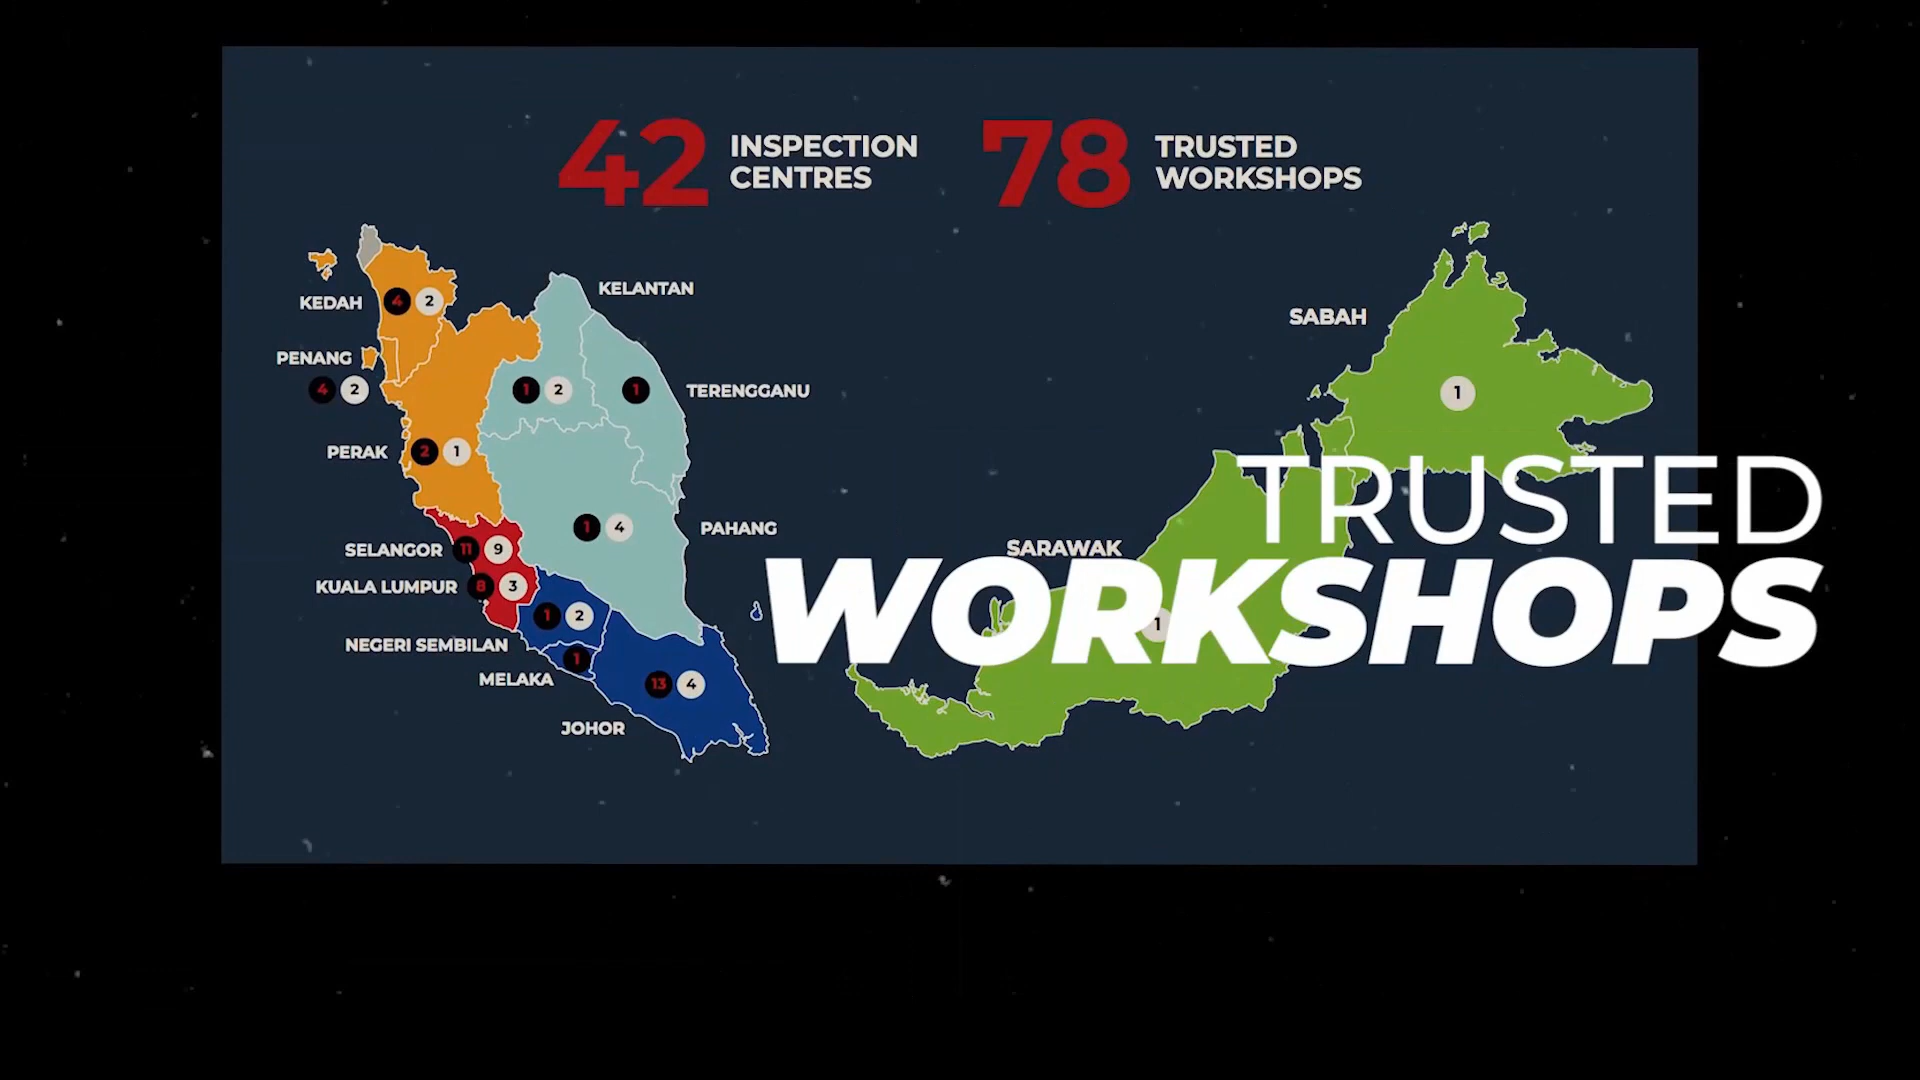 42 INSPECTION CENTRES
78 TRUSTED WORKSHOPS
KELANTAN
KEDAH 4 2
SABAH
PENANG
4 2
1 2
1 TERENGGANU
1
PERAK 2 1
1 4 PAHANG
TRUSTED
WORKSHOPS
SELANGOR 11 9
SARAWAK
KUALA LUMPUR 8 3
1 2
1
NEGERI SEMBILAN
1
MELAKA
13 4
JOHOR